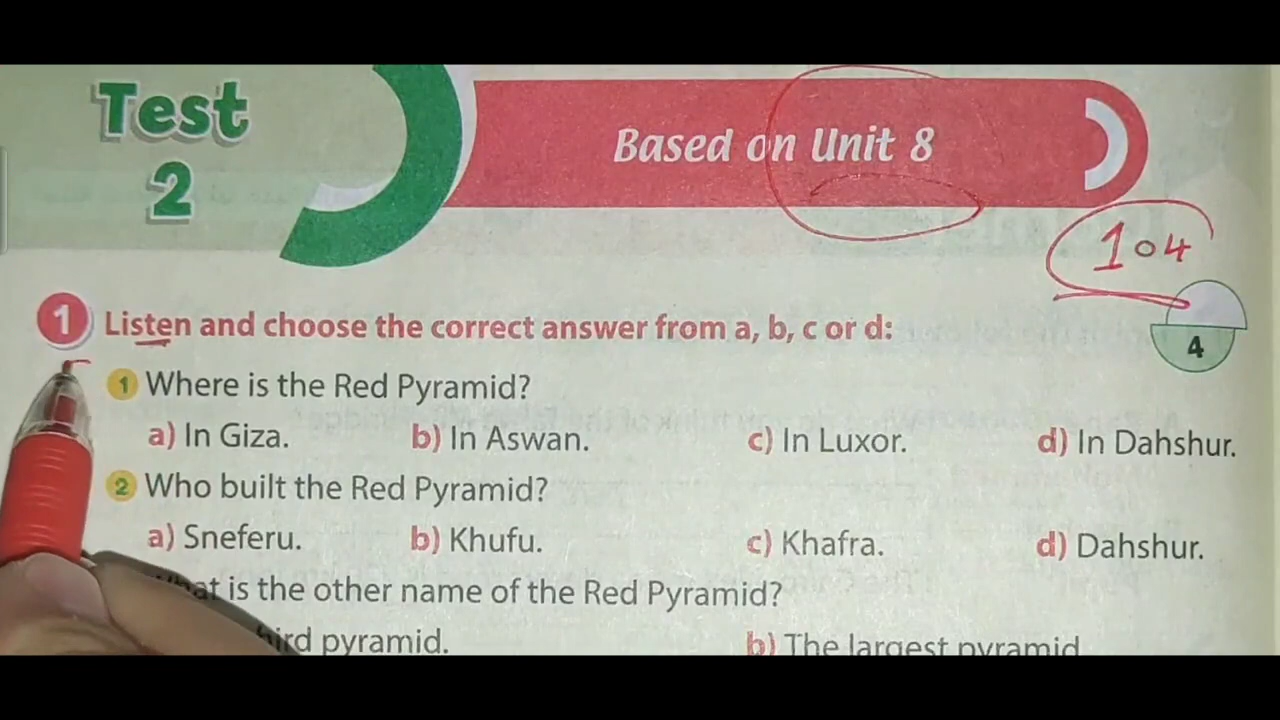 Test
2
Based on Unit 8
104
4
1 Listen and choose the correct answer from a, b, c or d:
1 Where is the Red Pyramid?
a) In Giza. b) In Aswan. c) In Luxor. d) In Dahshur.
2 Who built the Red Pyramid?
a) Sneferu. b) Khufu. c) Khafra. d) Dahshur.
is the other name of the Red Pyramid?
pyramid. b) The largest pyramid